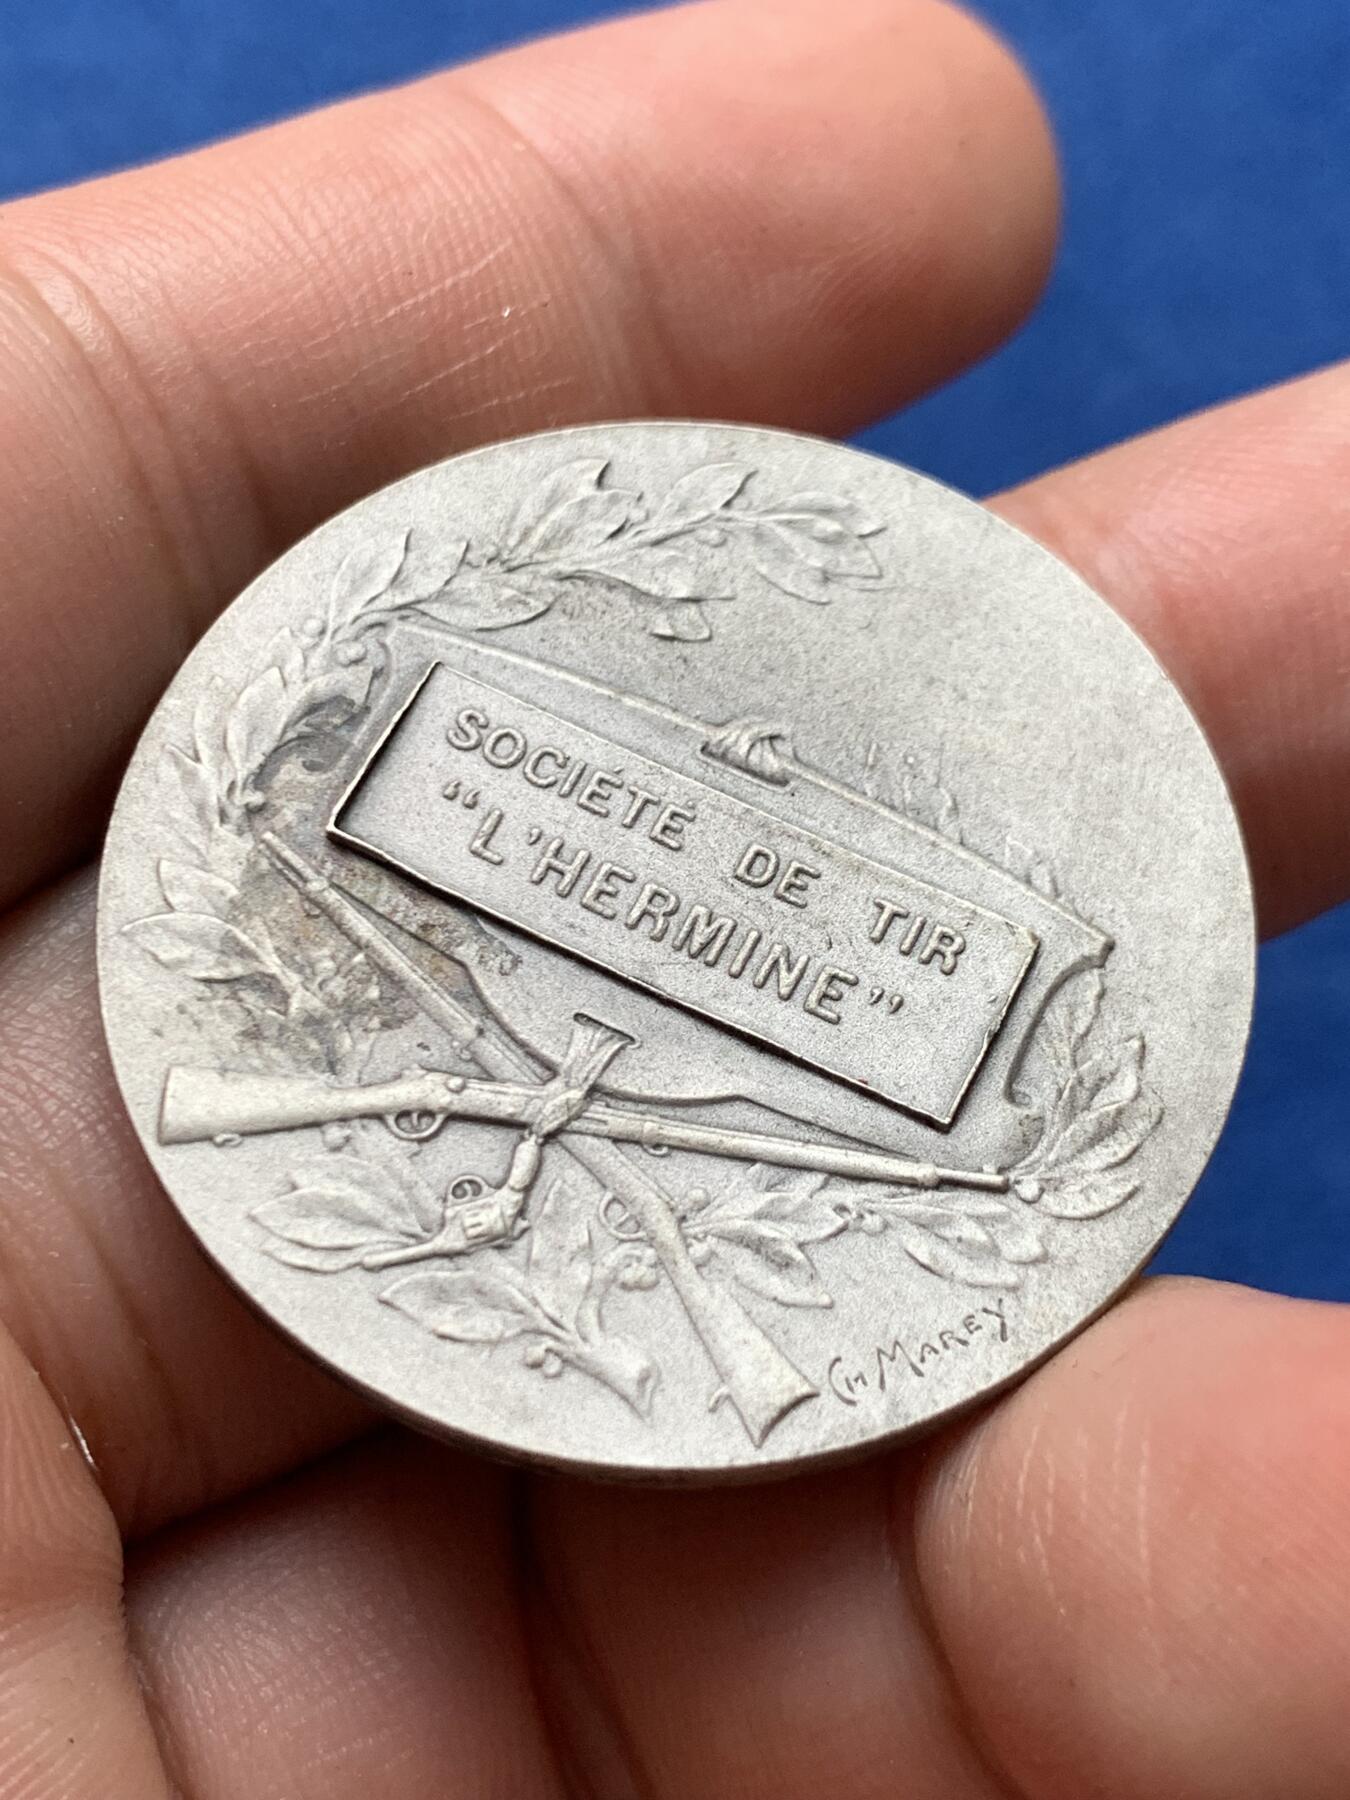 SOCIÉTÉ DE TIR
“L'HERMINE”
CH MAREY